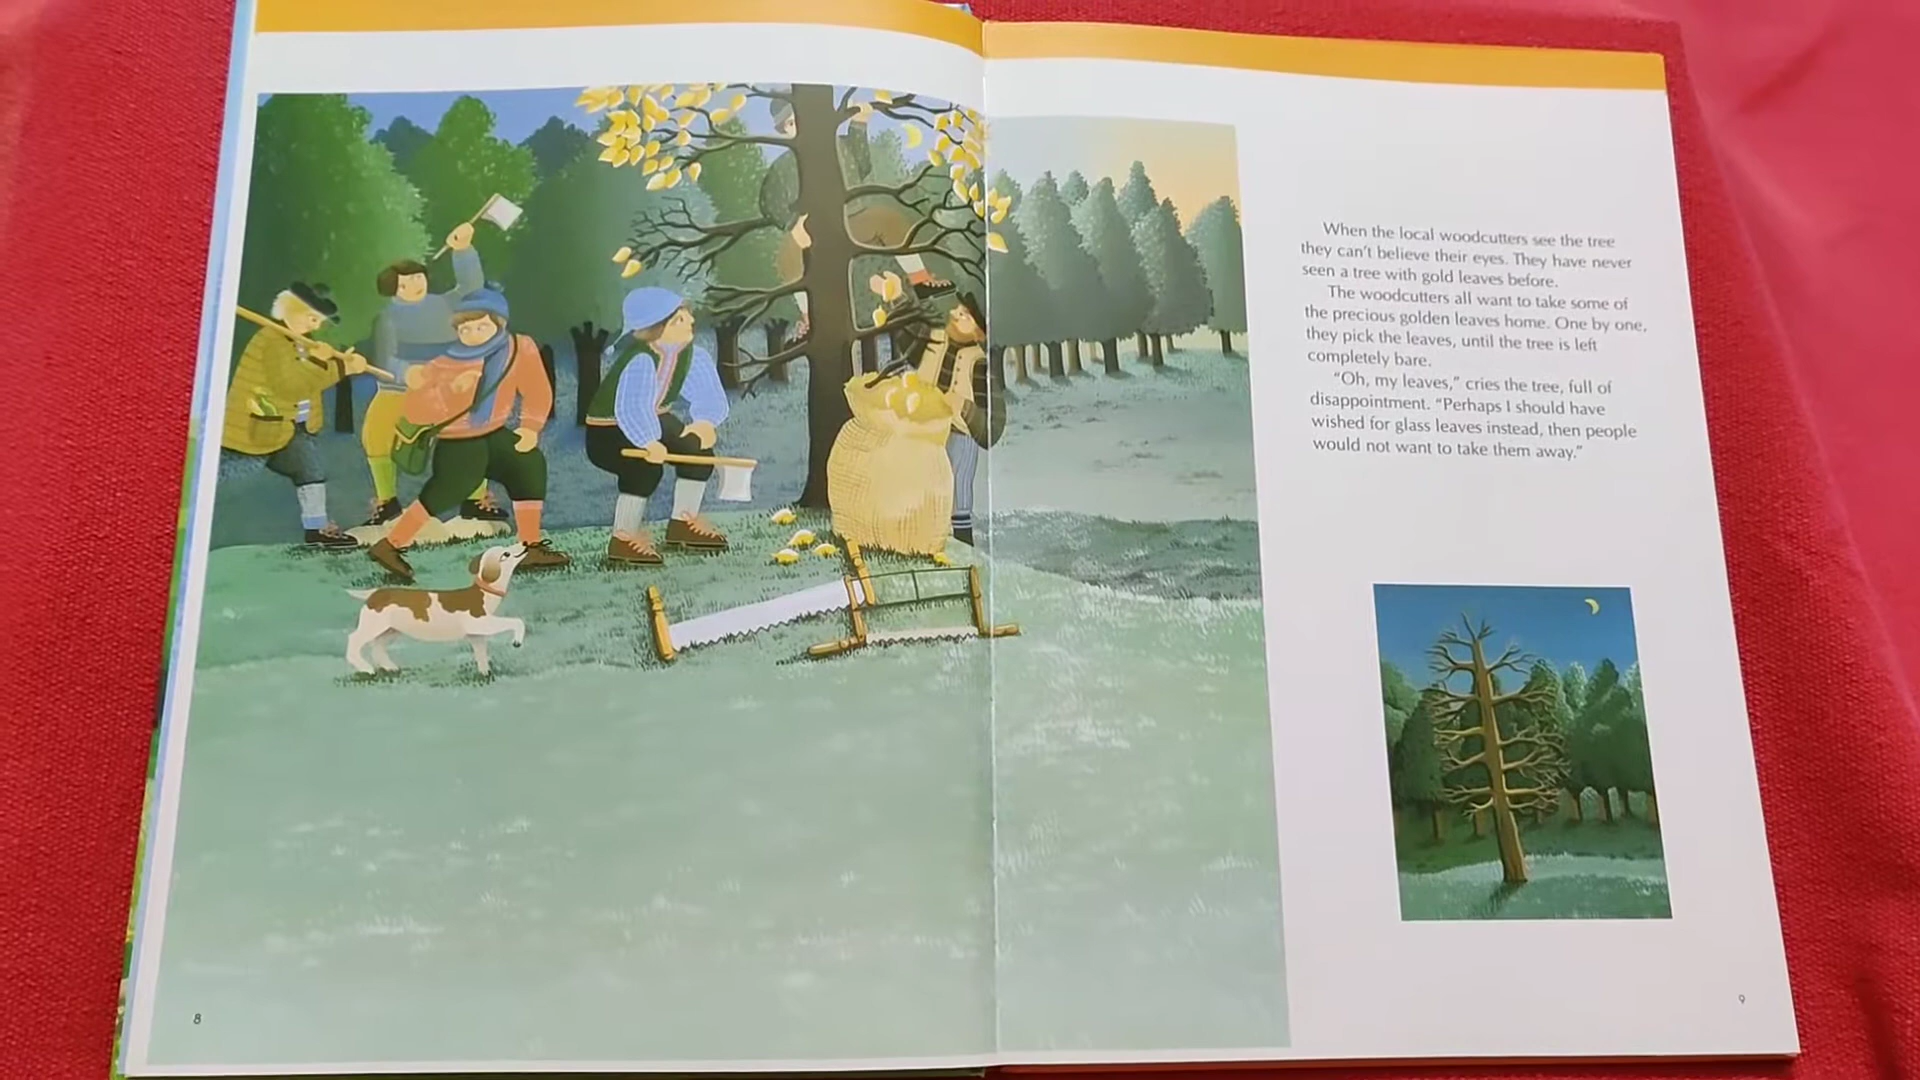 When the local woodcutters see the tree
they can't believe their eyes. They have never
seen a tree with gold leaves before.
The woodcutters all want to take some of
the precious golden leaves home. One by one,
they pick the leaves, until the tree is left
completely bare.
"Oh, my leaves," cries the tree, full of
disappointment. "Perhaps I should have
wished for glass leaves instead, then people
would not want to take them away."
8
9